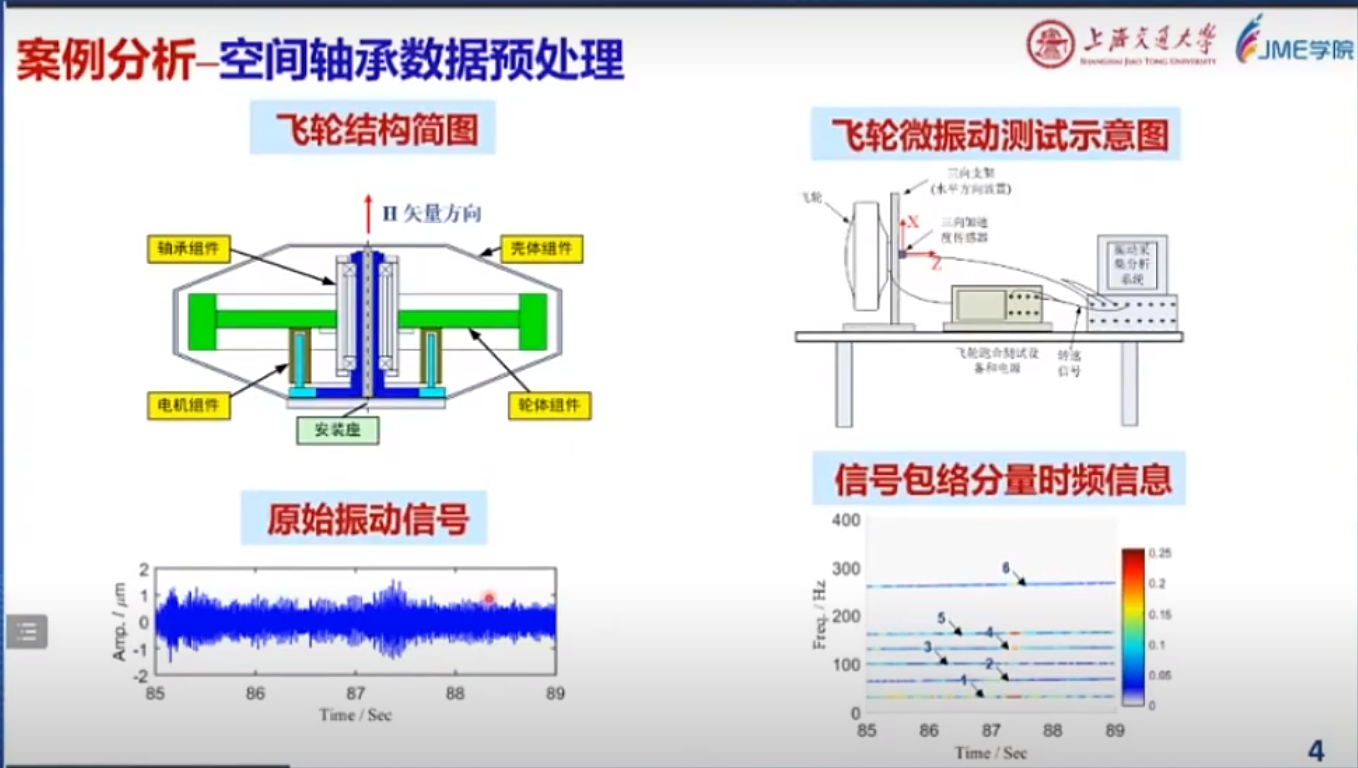 案例分析–空间轴承数据预处理
上海交通大学
SHANGHAI JIAO TONG UNIVERSITY
JME学院
飞轮结构简图
H 矢量方向
轴承组件
壳体组件
电机组件
轮体组件
安装座
飞轮微振动测试示意图
三向支架
(水平方向放置)
飞轮
X
三向加速
度传感器
Z
振动采
集分析
系统
飞轮跑合测试设
备和电源
转速
信号
原始振动信号
Amp. / μm
2
1
0
-1
-2
85 86 87 88 89
Time / Sec
信号包络分量时频信息
Freq. / Hz
400
300
200
100
0
6
5
4
3
2
1
85 86 87 88 89
Time / Sec
0.25
0.2
0.15
0.1
0.05
0
4